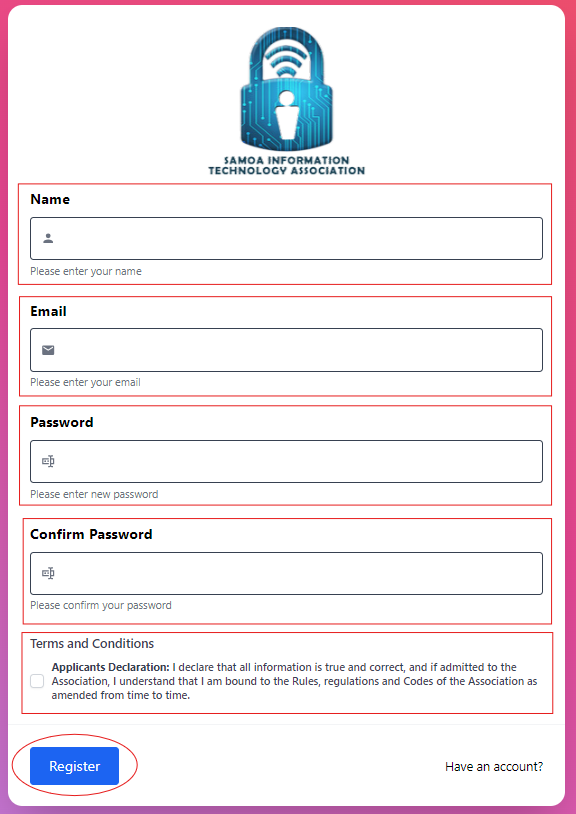 SAMOA INFORMATION
TECHNOLOGY ASSOCIATION
Name
Please enter your name
Email
Please enter your email
Password
Please enter new password
Confirm Password
Please confirm your password
Terms and Conditions
Applicants Declaration: I declare that all information is true and correct, and if admitted to the
Association, I understand that I am bound to the Rules, regulations and Codes of the Association as
amended from time to time.
Register
Have an account?